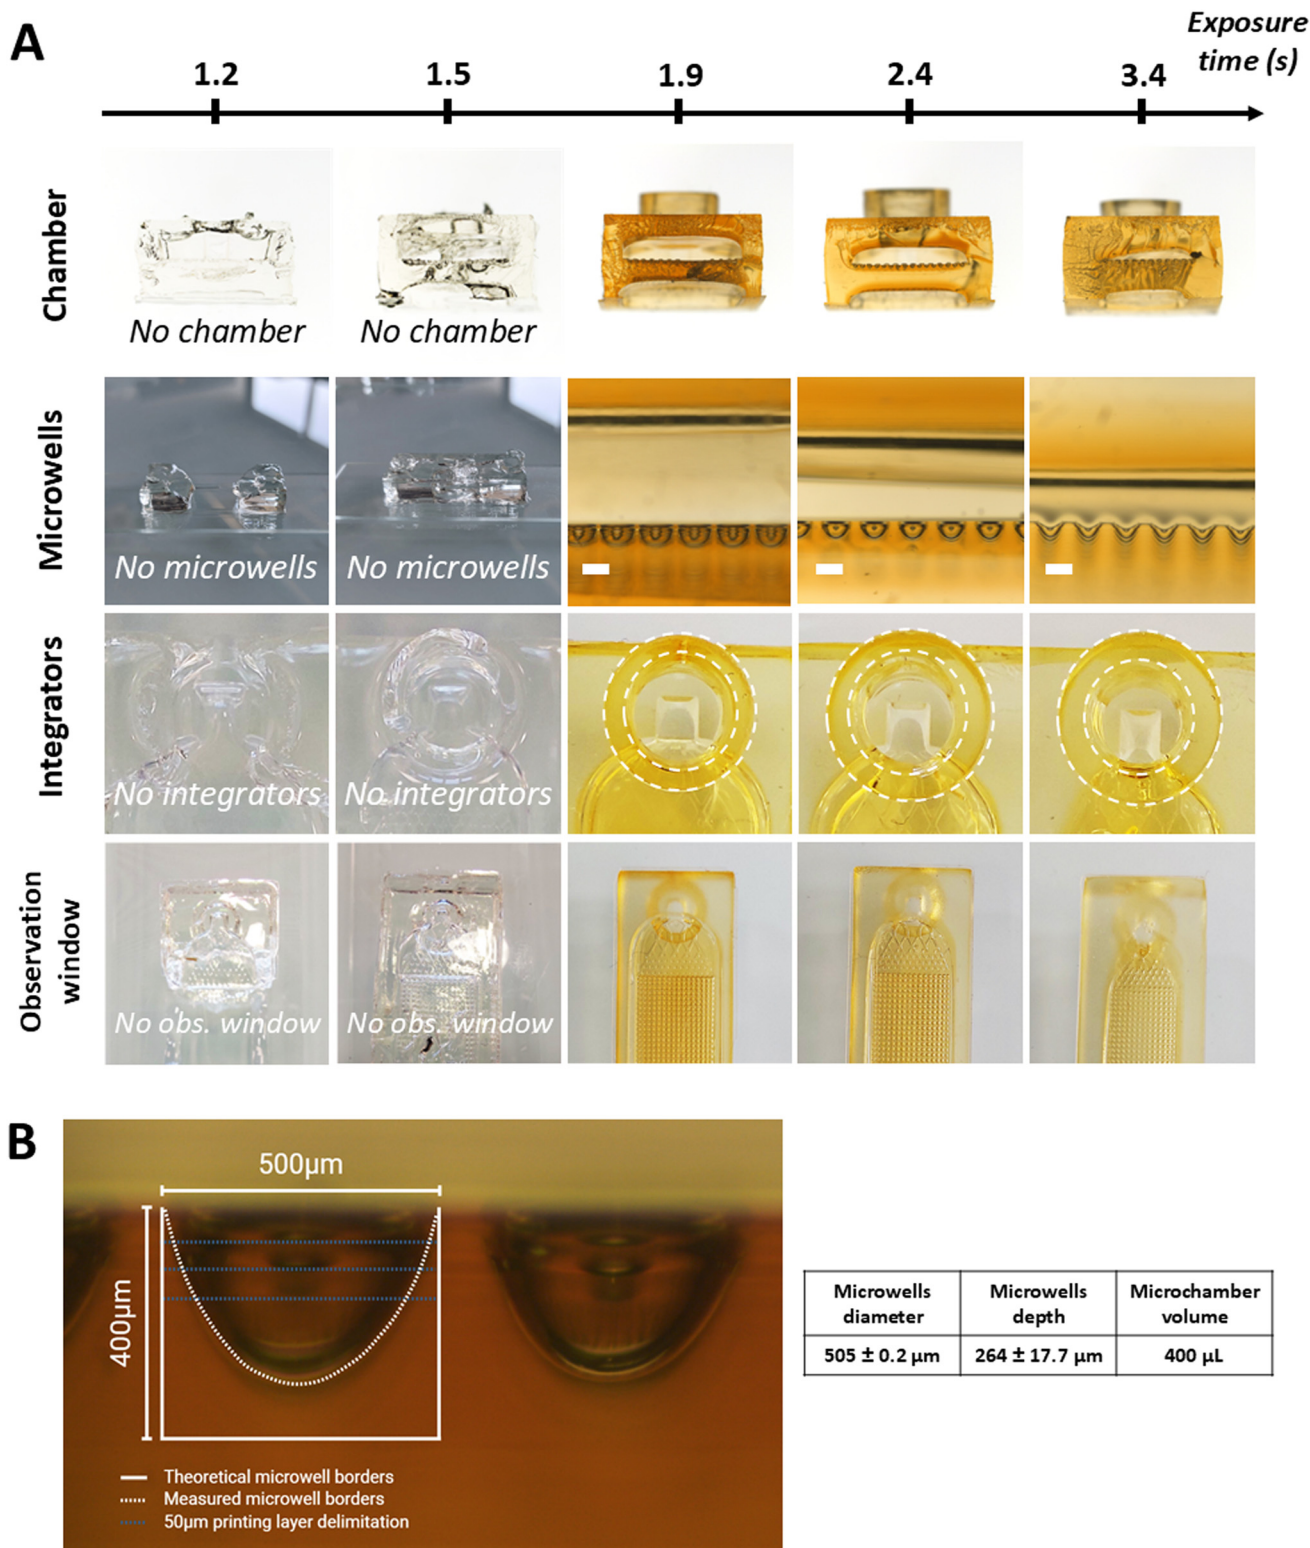 A
Exposure
time (s)
1.2
1.5
1.9
2.4
3.4
Chamber
No chamber
No chamber
Microwells
No microwells
No microwells
Integrators
No integrators
No integrators
Observation
window
No obs. window
No obs. window
B
500µm
400µm
Theoretical microwell borders
Measured microwell borders
50µm printing layer delimitation
Microwells
diameter
Microwells
depth
Microchamber
volume
505 ± 0.2 µm
264 ± 17.7 µm
400 µL